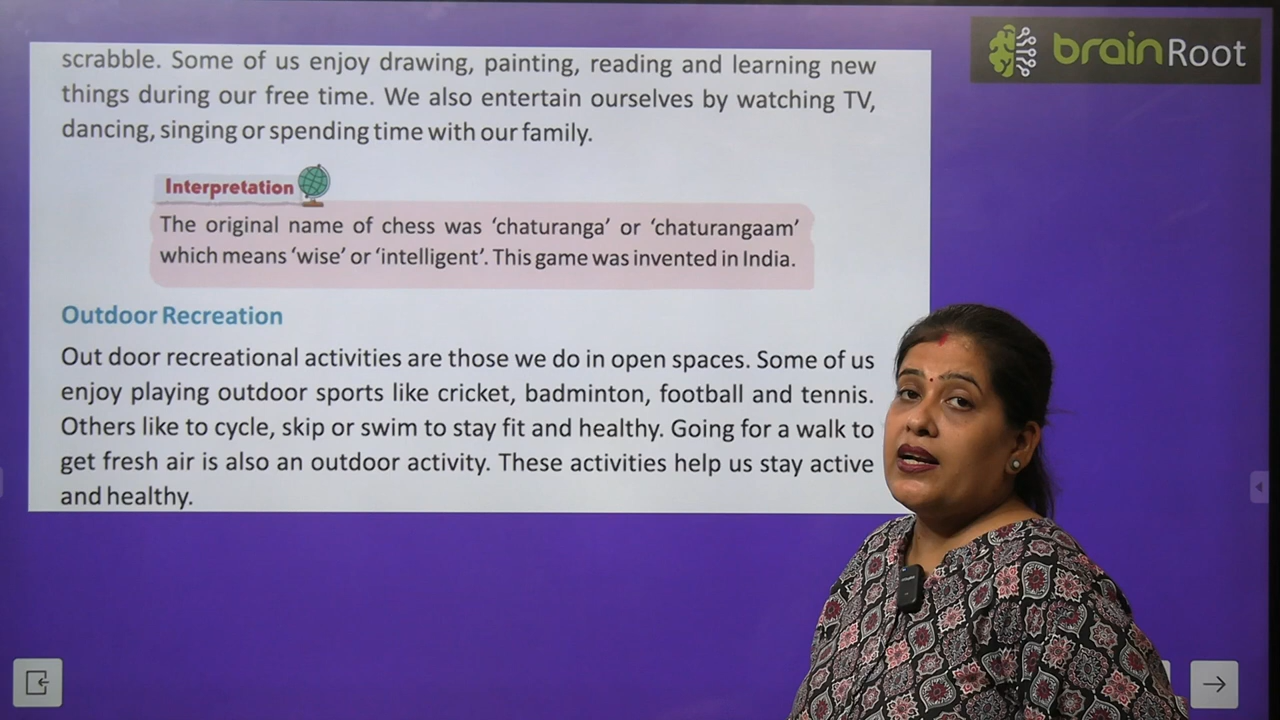 brainRoot
scrabble. Some of us enjoy drawing, painting, reading and learning new
things during our free time. We also entertain ourselves by watching TV,
dancing, singing or spending time with our family.
Interpretation
The original name of chess was ‘chaturanga’ or ‘chaturangaam’
which means ‘wise’ or ‘intelligent’. This game was invented in India.
Outdoor Recreation
Out door recreational activities are those we do in open spaces. Some of us
enjoy playing outdoor sports like cricket, badminton, football and tennis.
Others like to cycle, skip or swim to stay fit and healthy. Going for a walk to
get fresh air is also an outdoor activity. These activities help us stay active
and healthy.